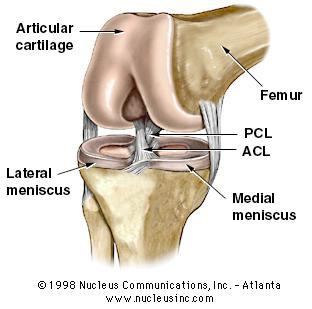 Articular
cartilage
Femur
PCL
ACL
Lateral
meniscus
Medial
meniscus
© 1998 Nucleus Communications, Inc. - Atlanta
www.nucleusinc.com